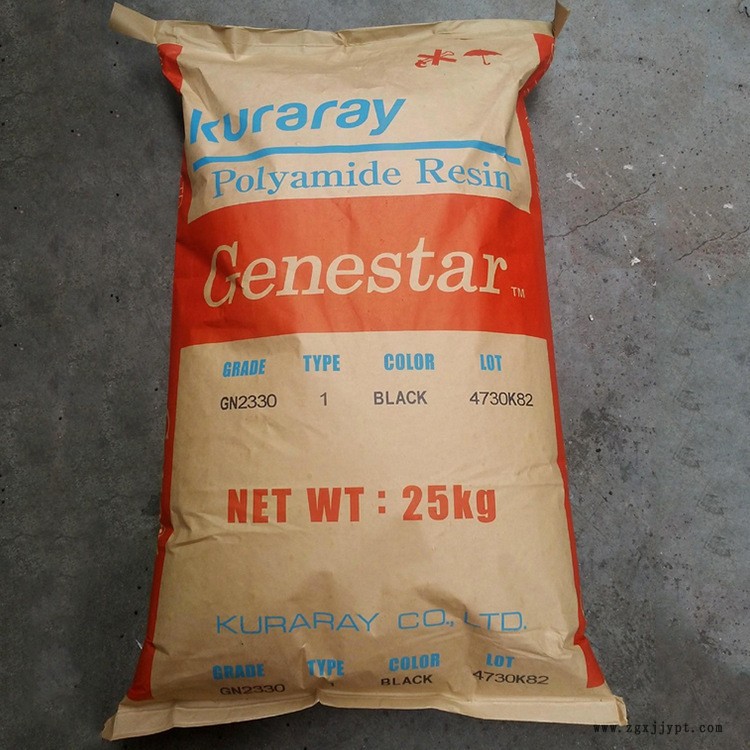 kuraray
Polyamide Resin
Genestar™
GRADE TYPE COLOR LOT
GN2330 1 BLACK 4730K82
NET WT : 25kg
KURARAY CO., LTD.
GRADE TYPE COLOR LOT
GN2330 1 BLACK 4730K82
www.zgxjjypt.com